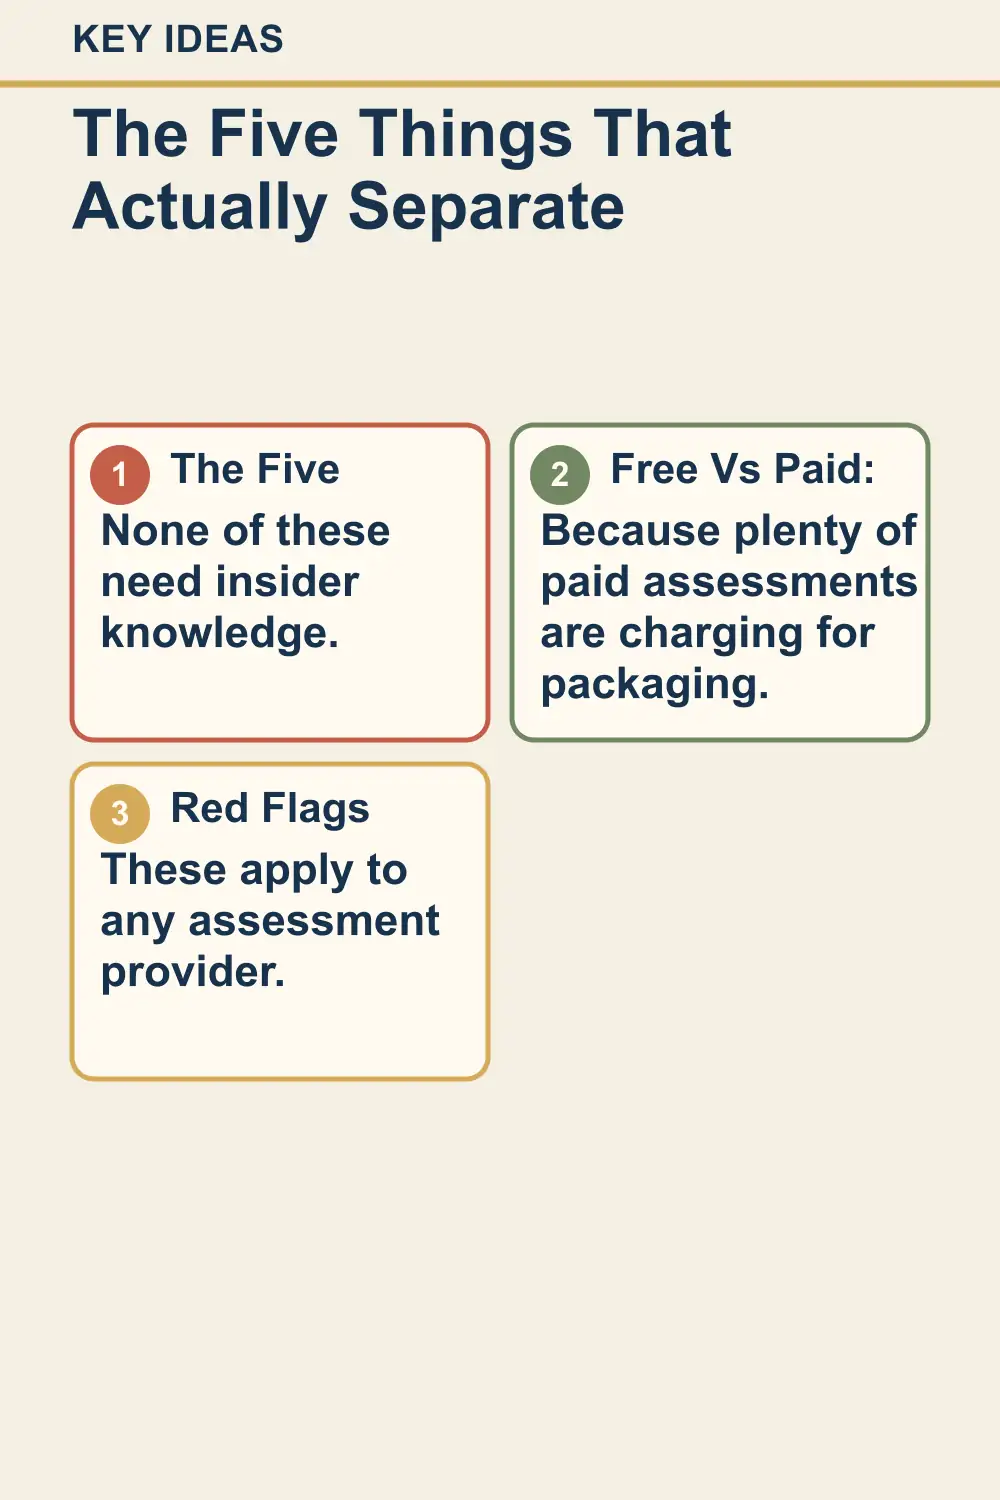 KEY IDEAS
The Five Things That
Actually Separate
1 The Five
None of these
need insider
knowledge.
2 Free Vs Paid:
Because plenty of
paid assessments
are charging for
packaging.
3 Red Flags
These apply to
any assessment
provider.